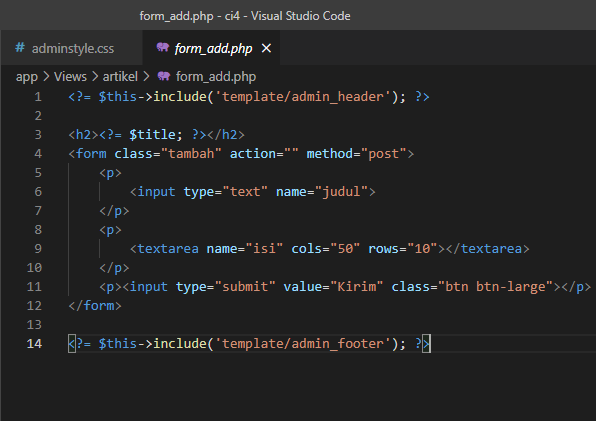 form_add.php - ci4 - Visual Studio Code
# adminstyle.css form_add.php ×
app > Views > artikel > form_add.php
1 <?= $this->include('template/admin_header'); ?>
2
3 <h2><?= $title; ?></h2>
4 <form class="tambah" action="" method="post">
5 <p>
6 <input type="text" name="judul">
7 </p>
8 <p>
9 <textarea name="isi" cols="50" rows="10"></textarea>
10 </p>
11 <p><input type="submit" value="Kirim" class="btn btn-large"></p>
12 </form>
13
14 <?= $this->include('template/admin_footer'); ?>